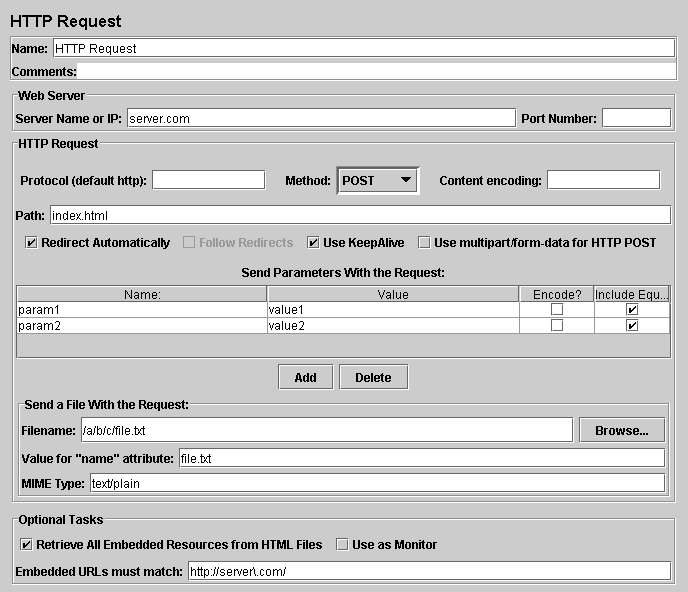 HTTP Request
Name: HTTP Request
Comments:
Web Server
Server Name or IP: server.com Port Number:
HTTP Request
Protocol (default http): Method: POST Content encoding:
Path: index.html
Redirect Automatically Follow Redirects Use KeepAlive Use multipart/form-data for HTTP POST
Send Parameters With the Request:
Name: Value Encode? Include Equ...
param1 value1
param2 value2
Add Delete
Send a File With the Request:
Filename: /a/b/c/file.txt Browse...
Value for "name" attribute: file.txt
MIME Type: text/plain
Optional Tasks
Retrieve All Embedded Resources from HTML Files Use as Monitor
Embedded URLs must match: http://server\.com/